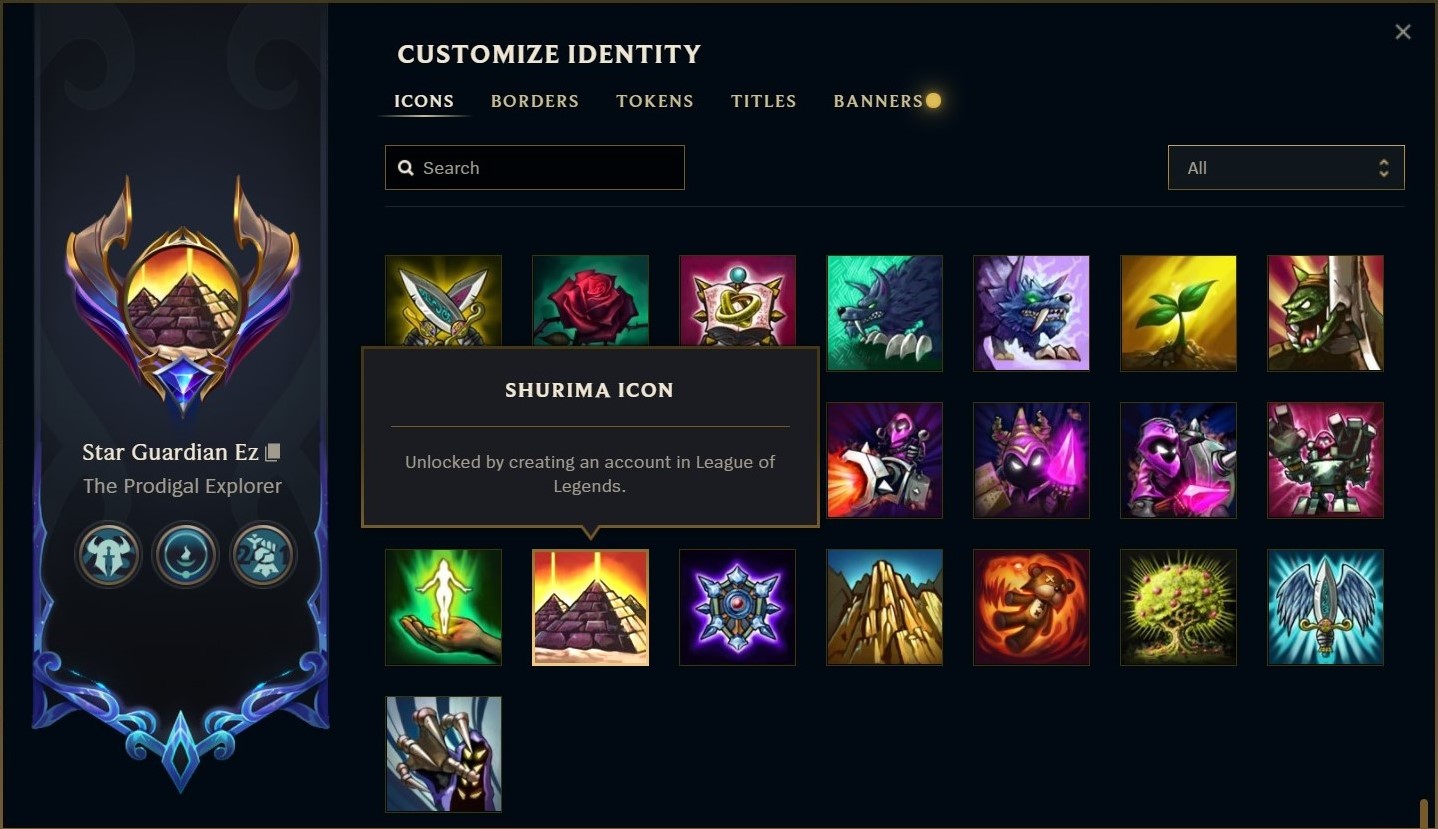 CUSTOMIZE IDENTITY
ICONS BORDERS TOKENS TITLES BANNERS
Search
All
SHURIMA ICON
Unlocked by creating an account in League of
Legends.
Star Guardian Ez
The Prodigal Explorer